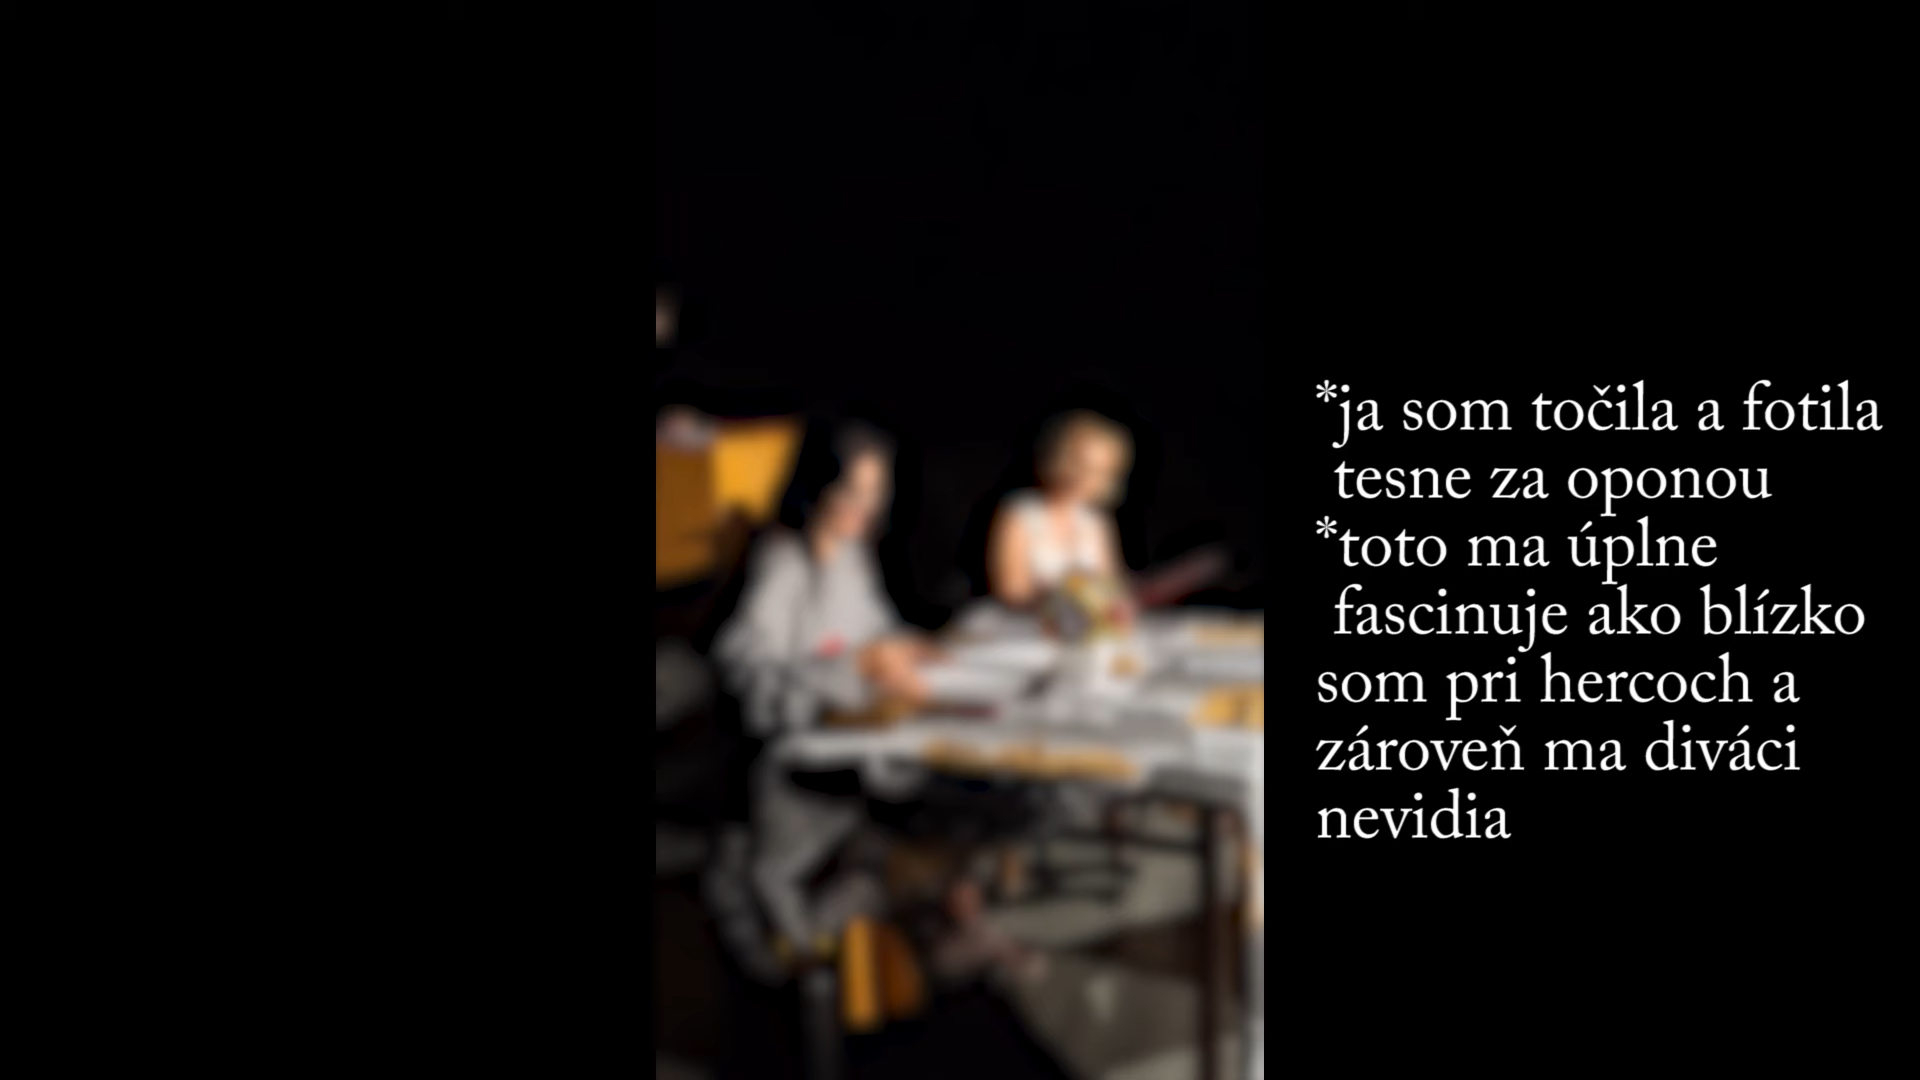 *ja som točila a fotila
tesne za oponou
*toto ma úplne
fascinuje ako blízko
som pri hercoch a
zároveň ma diváci
nevidia